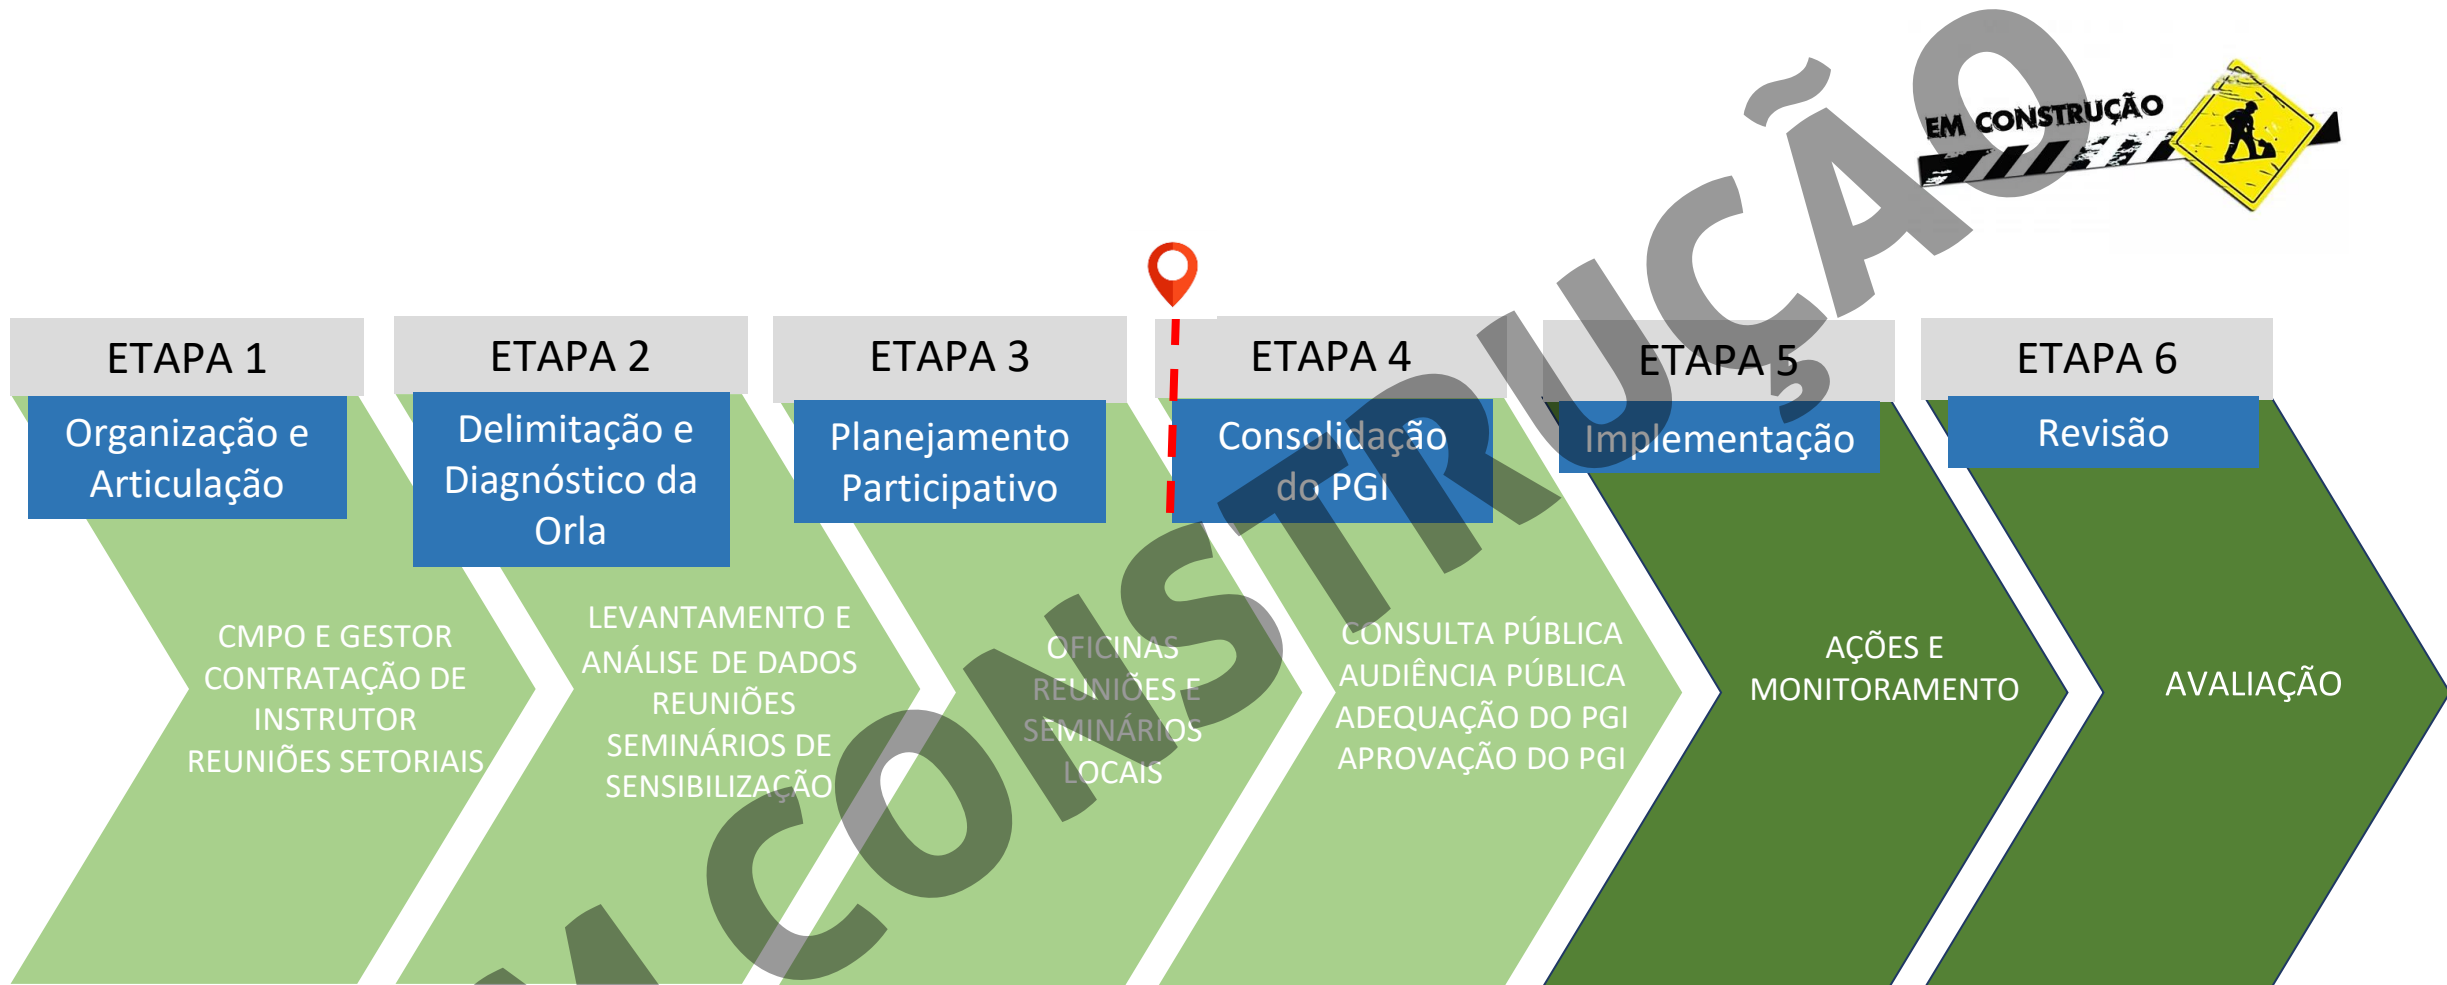 EM CONSTRUÇÃO
ETAPA 1
Organização e
Articulação
CMPO E GESTOR
CONTRATAÇÃO DE
INSTRUTOR
REUNIÕES SETORIAIS
ETAPA 2
Delimitação e
Diagnóstico da
Orla
LEVANTAMENTO E
ANÁLISE DE DADOS
REUNIÕES
SEMINÁRIOS DE
SENSIBILIZAÇÃO
ETAPA 3
Planejamento
Participativo
OFICINAS
REUNIÕES E
SEMINÁRIOS
LOCAIS
ETAPA 4
Consolidação
do PGI
CONSULTA PÚBLICA
AUDIÊNCIA PÚBLICA
ADEQUAÇÃO DO PGI
APROVAÇÃO DO PGI
ETAPA 5
Implementação
AÇÕES E
MONITORAMENTO
ETAPA 6
Revisão
AVALIAÇÃO
M CONSTRUÇÃO